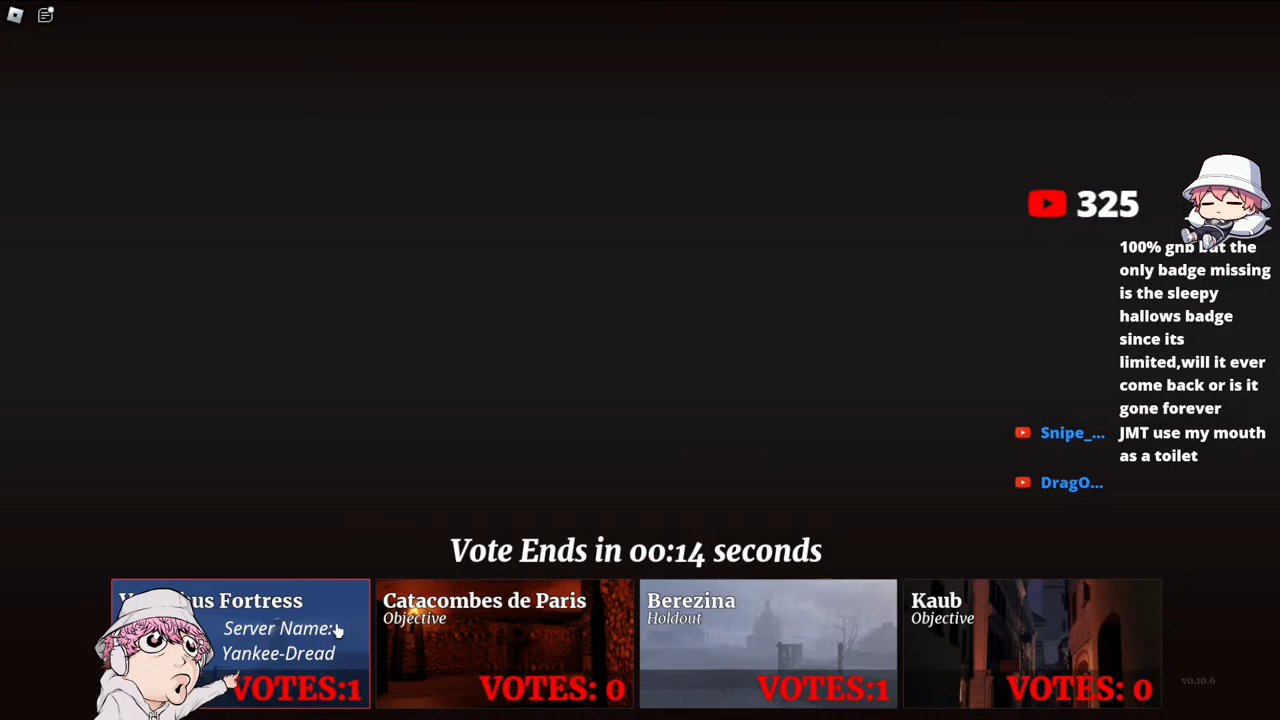 325
100% gnb but the
only badge missing
is the sleepy
hallows badge
since its
limited,will it ever
come back or is it
gone forever
Snipe_... JMT use my mouth
as a toilet
DragO...
Vote Ends in 00:14 seconds
Fortress
Server Name:
Yankee-Dread
VOTES:1
Catacombes de Paris
Objective
VOTES: 0
Berezina
Holdout
VOTES:1
Kaub
Objective
VOTES: 0
v0.10.6